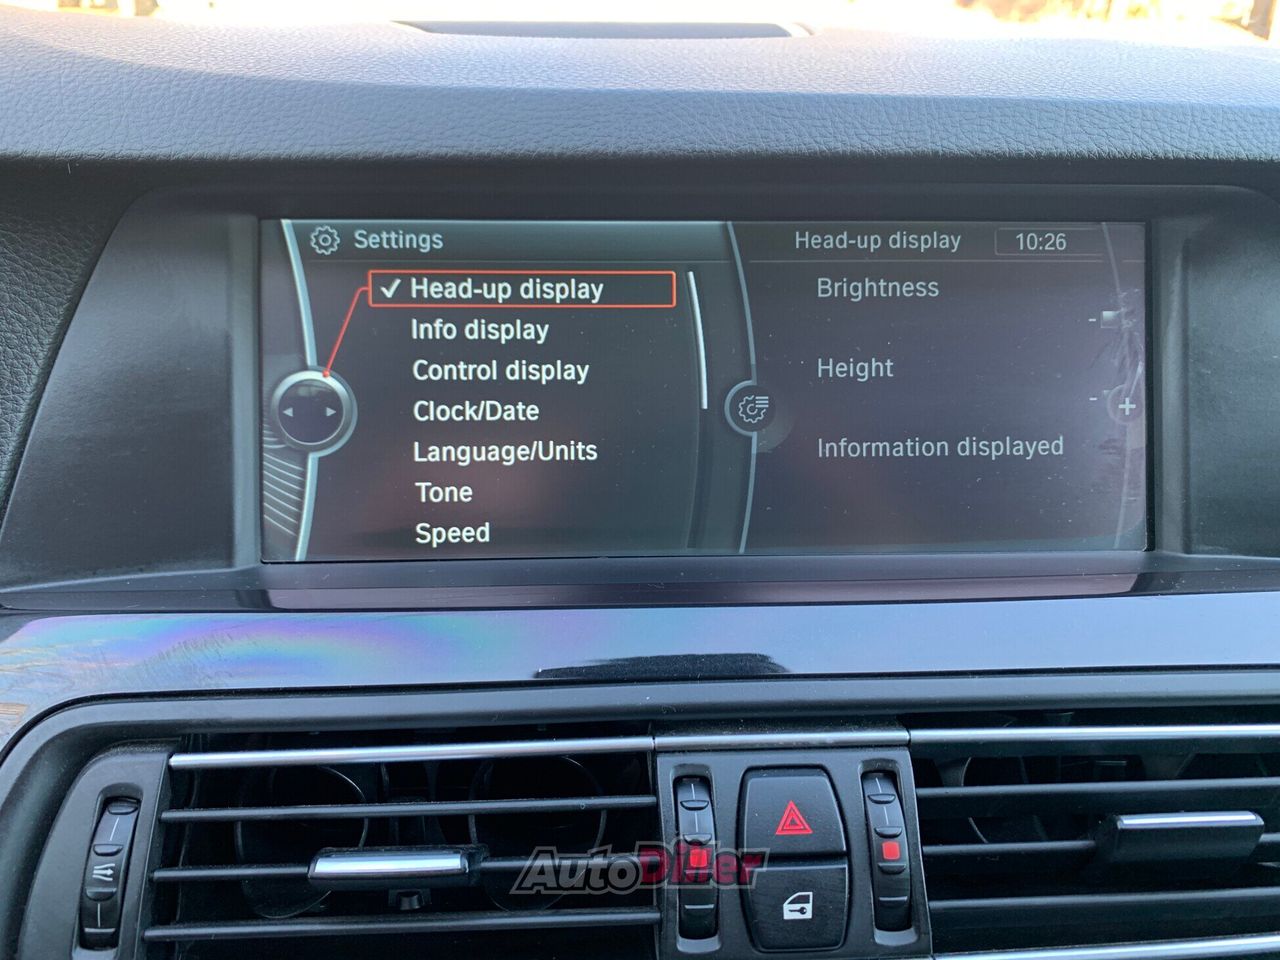 Settings
Head-up display
Info display
Control display
Clock/Date
Language/Units
Tone
Speed
Head-up display 10:26
Brightness
Height
Information displayed
AutoDiler